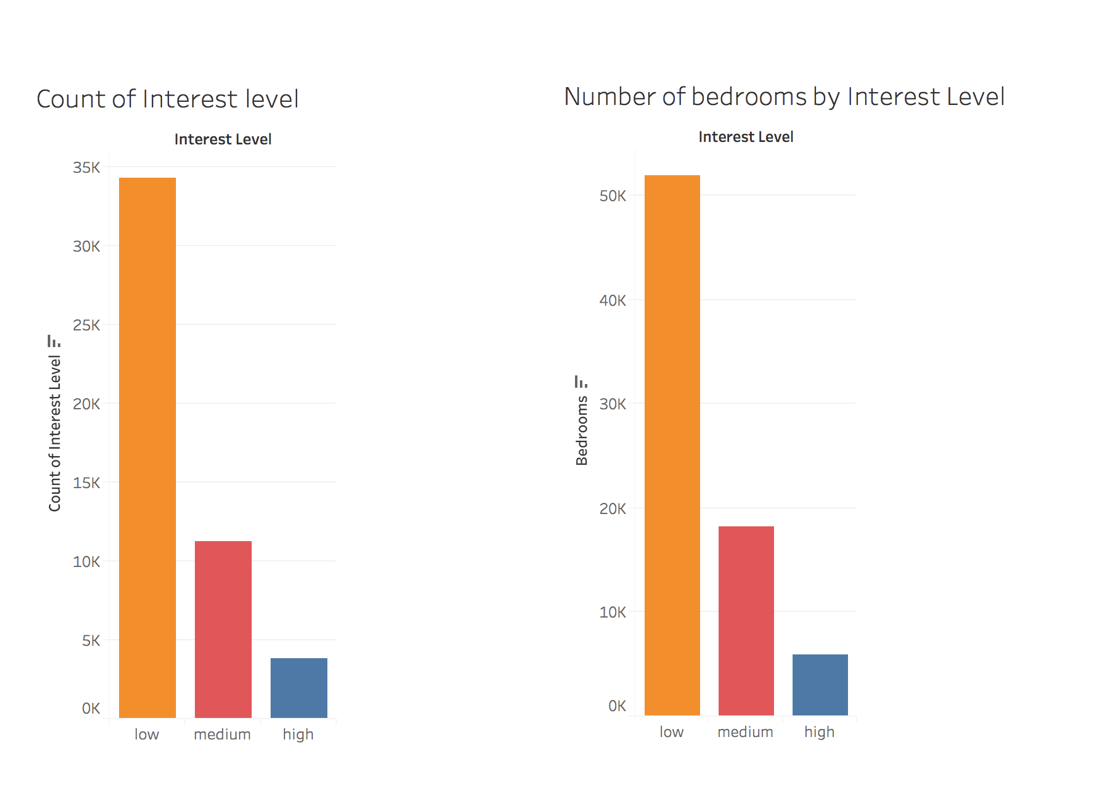 Count of Interest level
Interest Level
35K
30K
25K
20K
15K
10K
5K
0K
Count of Interest Level
low
medium
high
Number of bedrooms by Interest Level
Interest Level
50K
40K
30K
20K
10K
0K
Bedrooms
low
medium
high